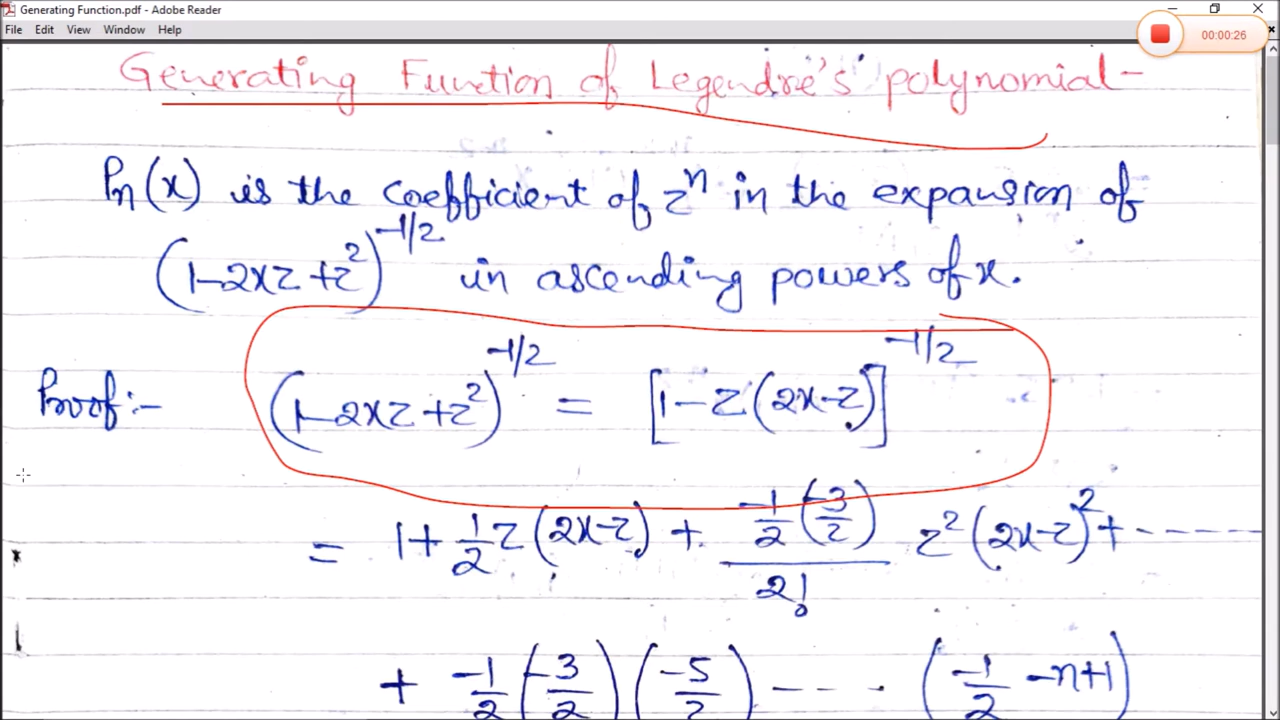 Generating Function.pdf - Adobe Reader
File Edit View Window Help
00:00:26
Generating Function of Legendre's polynomial -
Pn(x) is the coefficient of z^n in the expansion of
(1-2xz+z^2)^-1/2 in ascending powers of x.
Proof:- (1-2xz+z^2)^-1/2 = [1-z(2x-z)]^-1/2
= 1+ 1/2 z(2x-z) + -1/2 (-3/2) / 2! z^2 (2x-z)^2 + -----
+ -1/2 (-3/2) (-5/2) ---- (-1/2 -n+1)